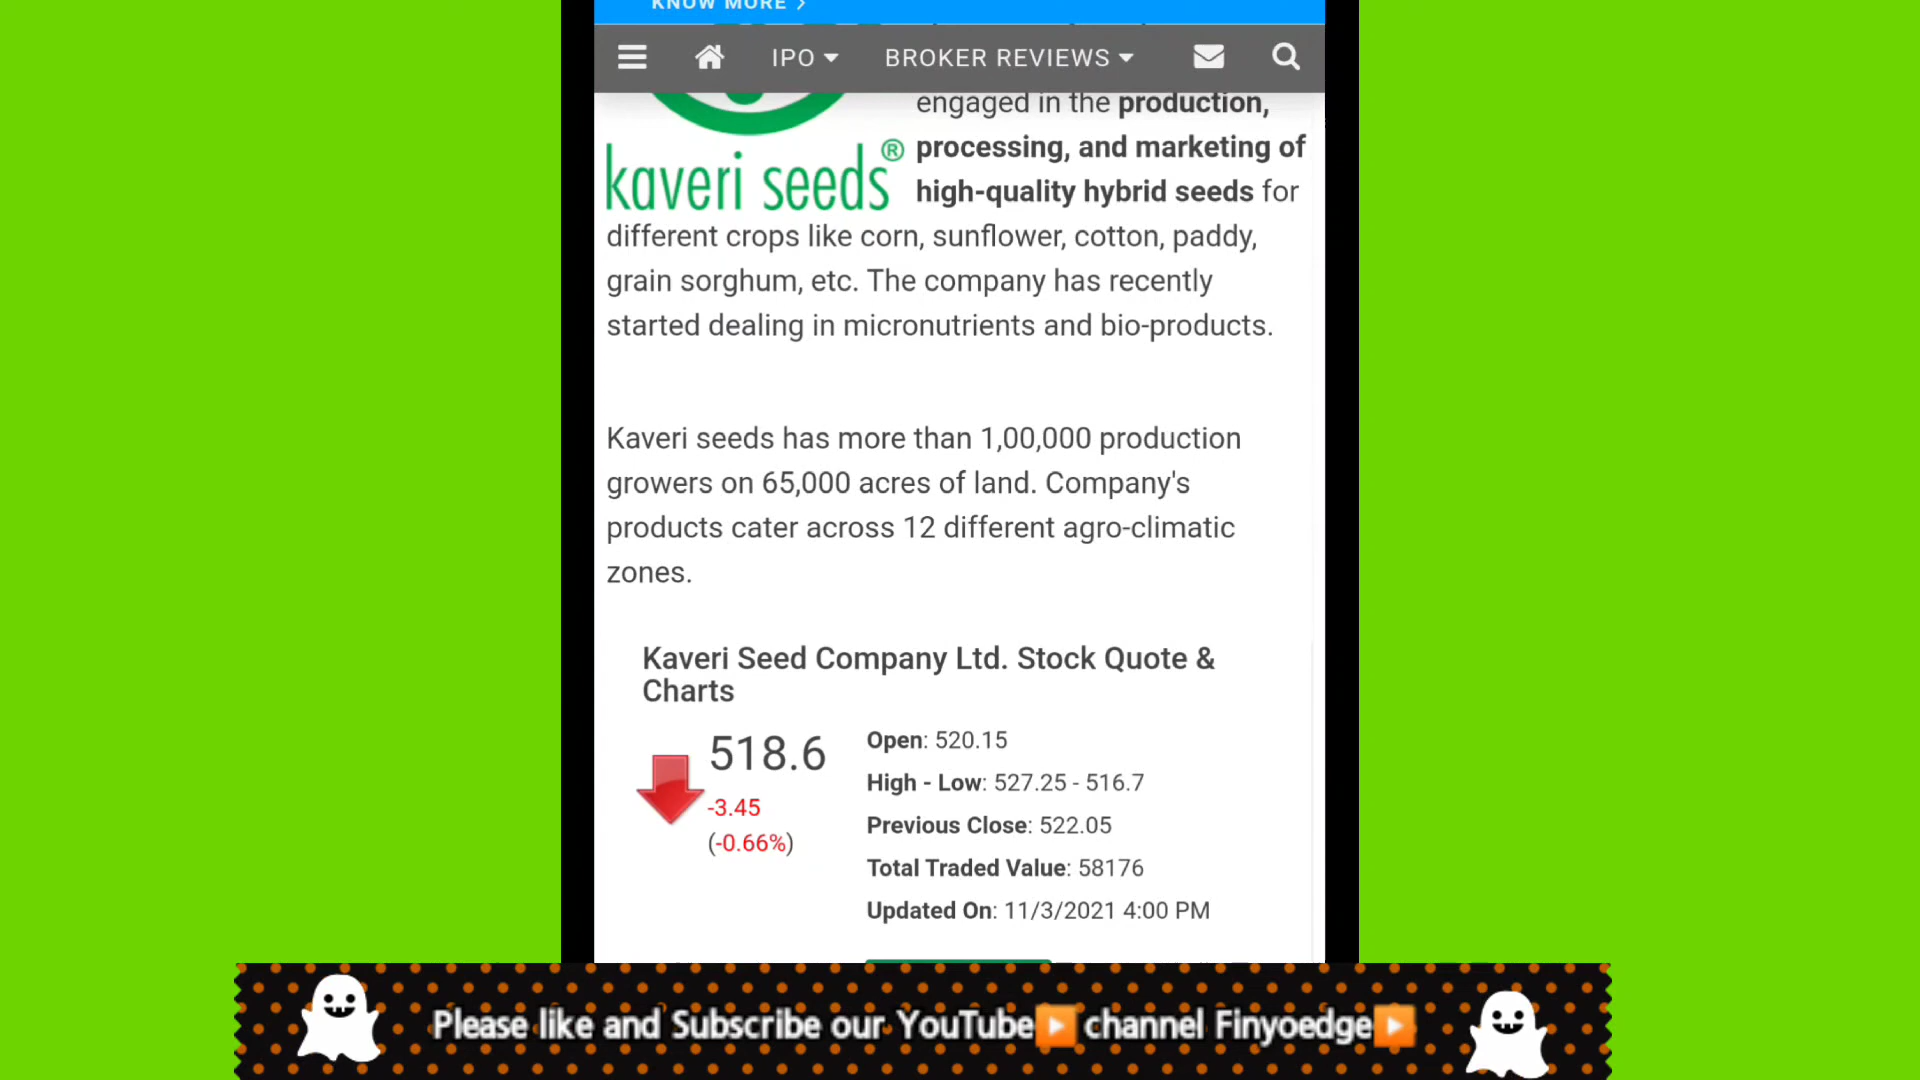 KNOW MORE >
IPO
BROKER REVIEWS
engaged in the production,
kaveri seeds®
processing, and marketing of
high-quality hybrid seeds for
different crops like corn, sunflower, cotton, paddy,
grain sorghum, etc. The company has recently
started dealing in micronutrients and bio-products.
Kaveri seeds has more than 1,00,000 production
growers on 65,000 acres of land. Company's
products cater across 12 different agro-climatic
zones.
Kaveri Seed Company Ltd. Stock Quote &
Charts
518.6
-3.45
(-0.66%)
Open: 520.15
High - Low: 527.25 - 516.7
Previous Close: 522.05
Total Traded Value: 58176
Updated On: 11/3/2021 4:00 PM
Please like and Subscribe our YouTube▶️ channel Finyoedge▶️